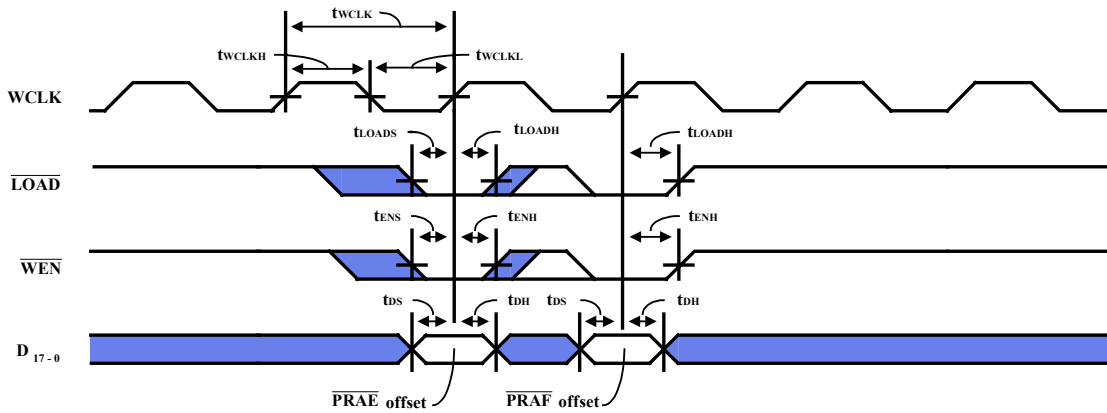 tWCLK
tWCLKH
tWCLKL
WCLK
tLOADS
tLOADH
tLOADH
LOAD
tENS
tENH
tENH
WEN
tDS
tDH
tDS
tDH
D 17 - 0
PRAE offset
PRAF offset